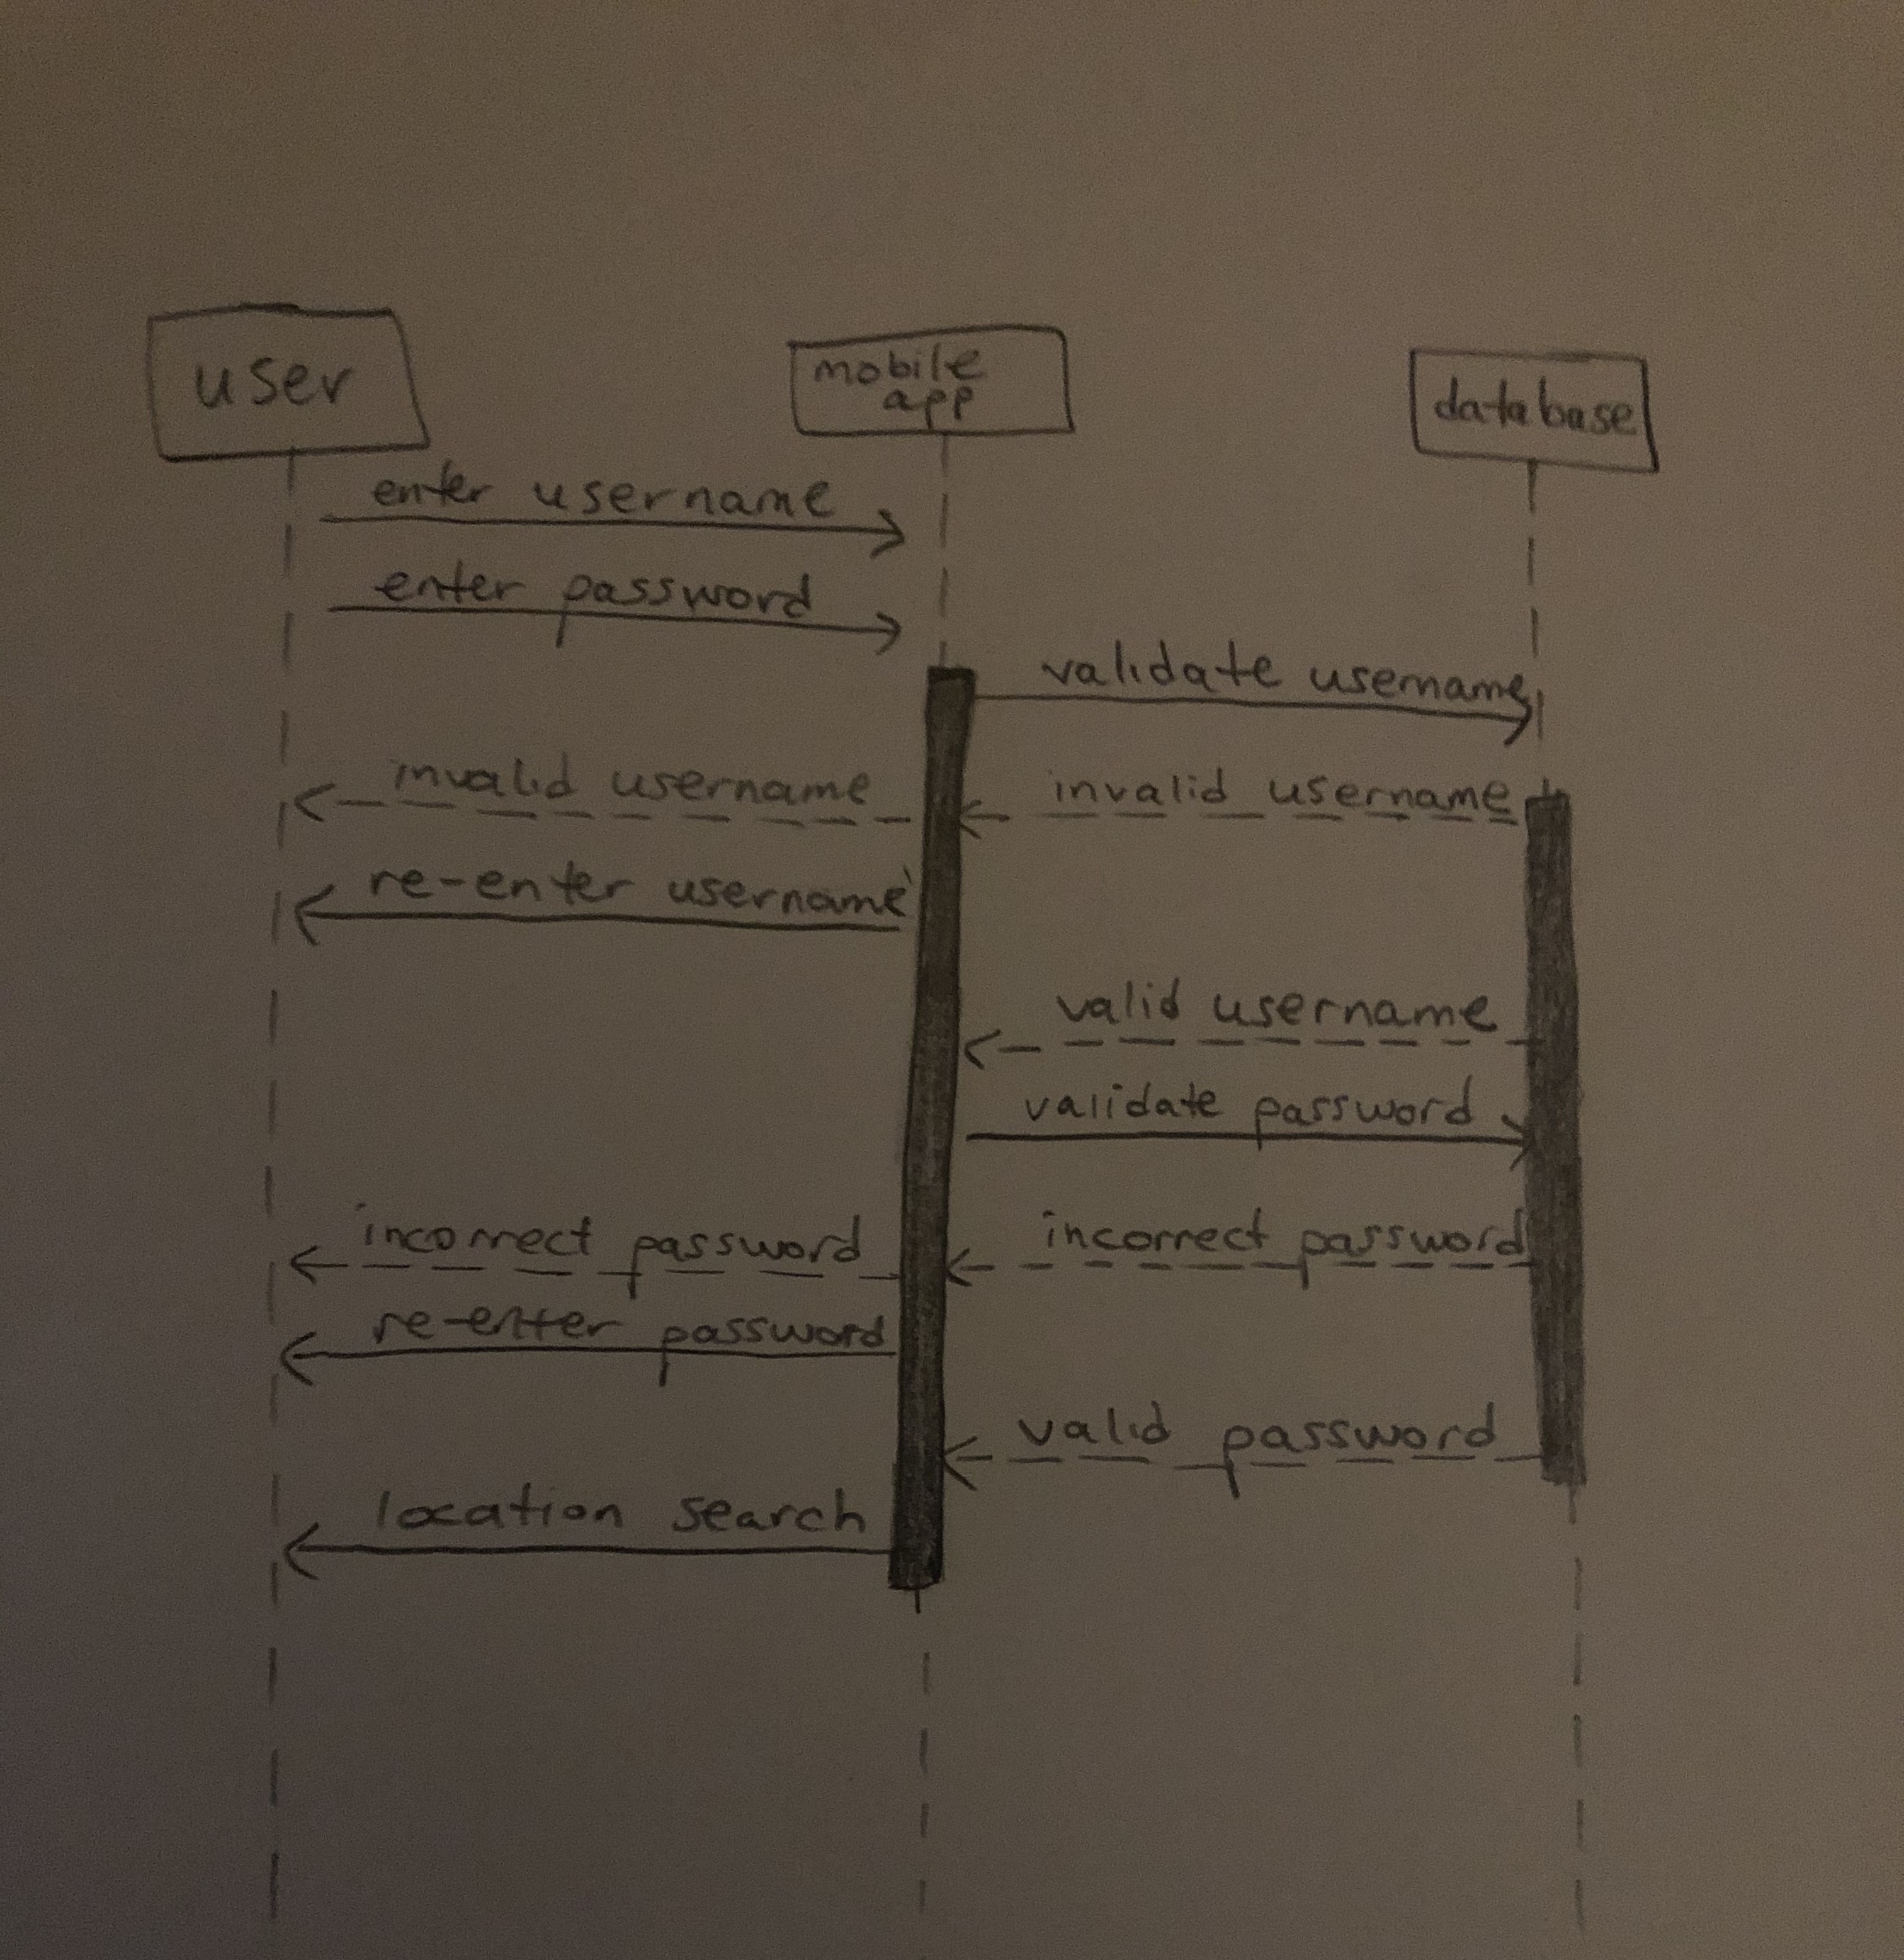 user
mobile
app
database
enter username
enter password
validate username
invalid username
invalid username
re-enter username
valid username
validate password
incorrect password
incorrect password
re-enter password
valid password
location search